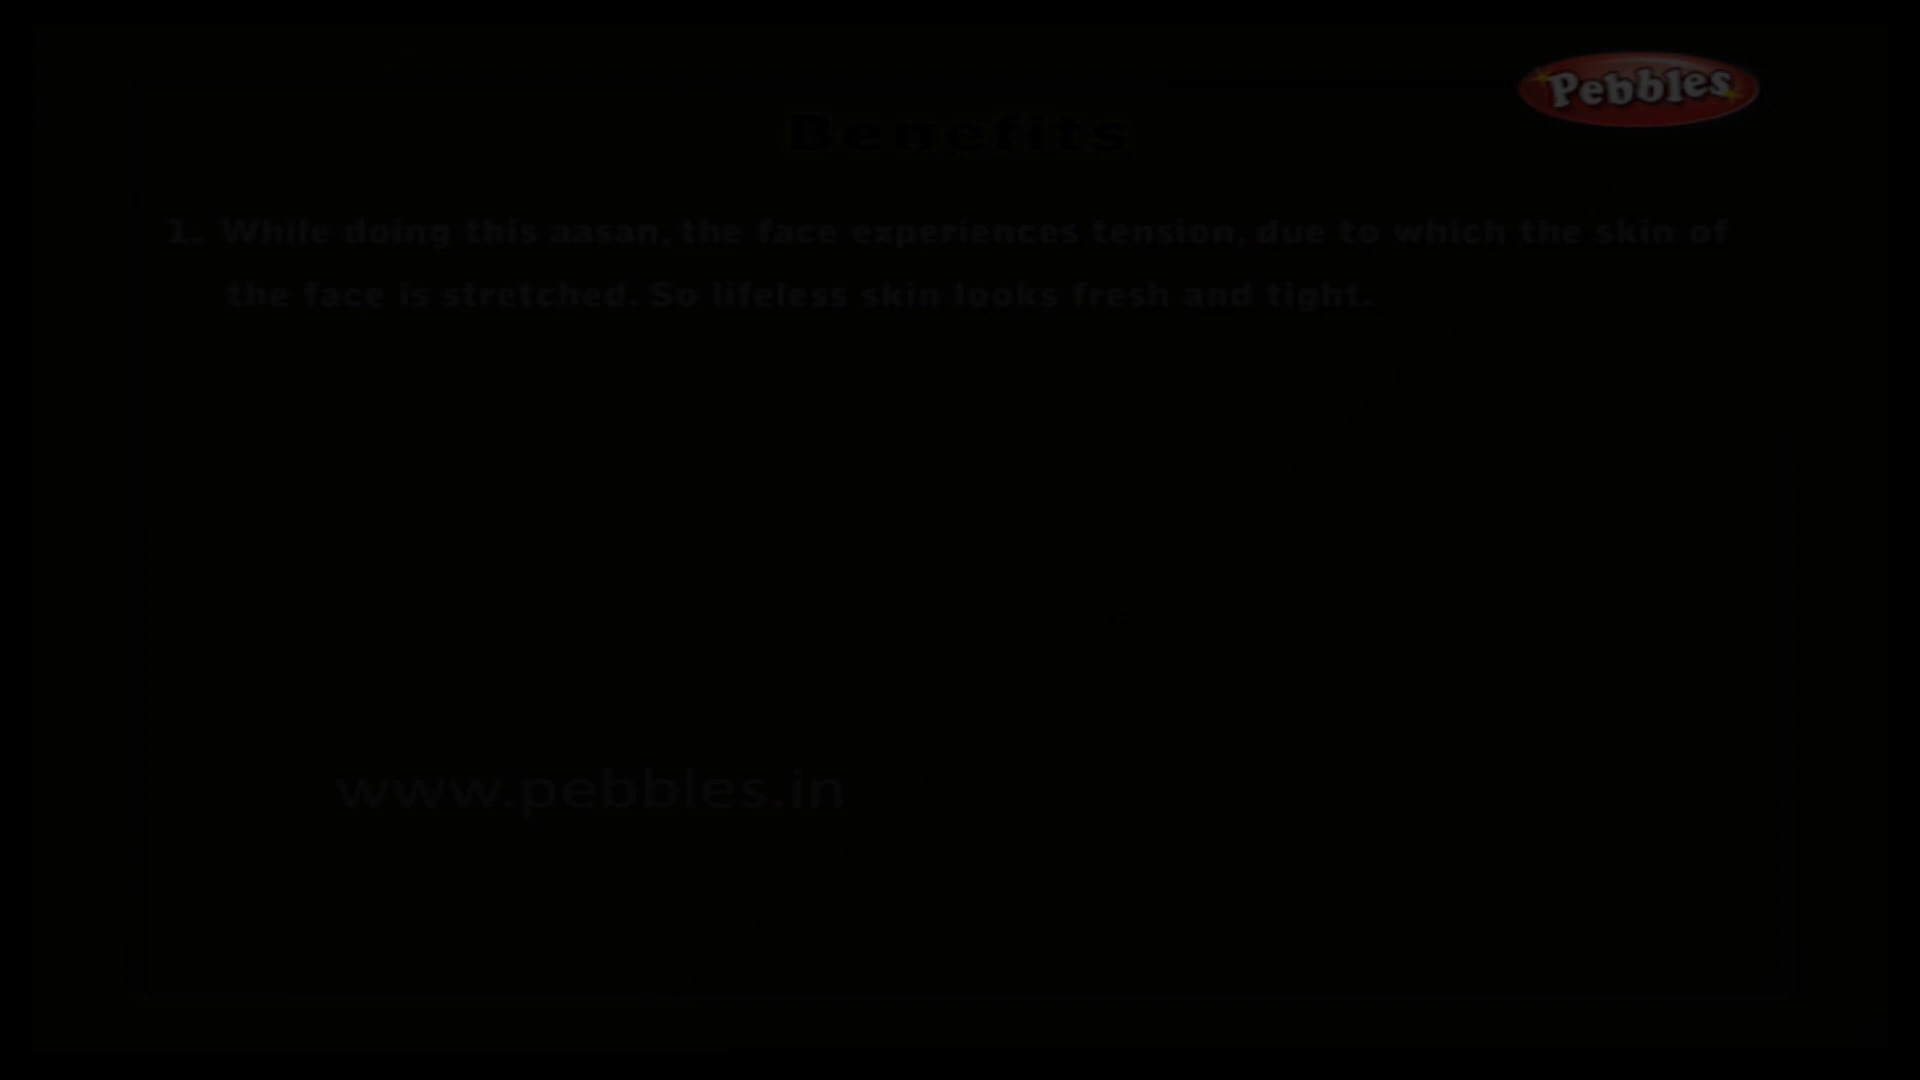 Pebbles
Benefits
1. While doing this aasan, the face experiences tension, due to which the skin of
the face is stretched. So lifeless skin looks fresh and tight.
www.pebbles.in